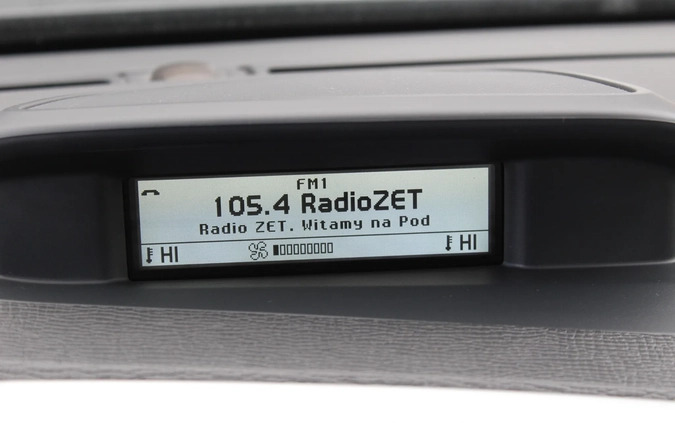 FM1
105.4 RadioZET
Radio ZET. Witamy na Pod
HI HI